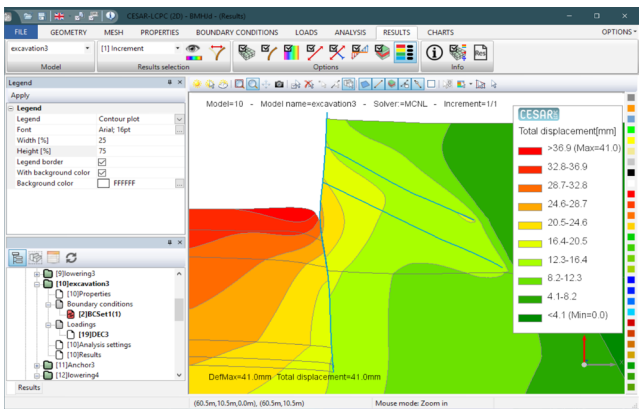 CESAR-LCPC (2D) - BMHId - (Results)
FILE GEOMETRY MESH PROPERTIES BOUNDARY CONDITIONS LOADS ANALYSIS RESULTS CHARTS OPTIONS
excavation3 [1] Increment
Res
Model Results selection Options Info
Legend
Apply
Legend
Legend Contour plot
Font Arial; 16pt
Width [%] 25
Height [%] 75
Legend border
With background color
Background color FFFFFF
[9]lowering3
[10]excavation3
[10]Properties
Boundary conditions
[2]BCSet1(1)
Loadings
[19]DEC3
[10]Analysis settings
[10]Results
[11]Anchor3
[12]lowering4
Results
Model=10 - Model name=excavation3 - Solver:=MCNL - Increment=1/1
CESAR
Total displacement[mm]
>36.9 (Max=41.0)
32.8-36.9
28.7-32.8
24.6-28.7
20.5-24.6
16.4-20.5
12.3-16.4
8.2-12.3
4.1-8.2
<4.1 (Min=0.0)
DefMax=41.0mm Total displacement=41.0mm
(60.5m,10.5m,0.0m), (60.5m,10.5m) Mouse mode: Zoom in